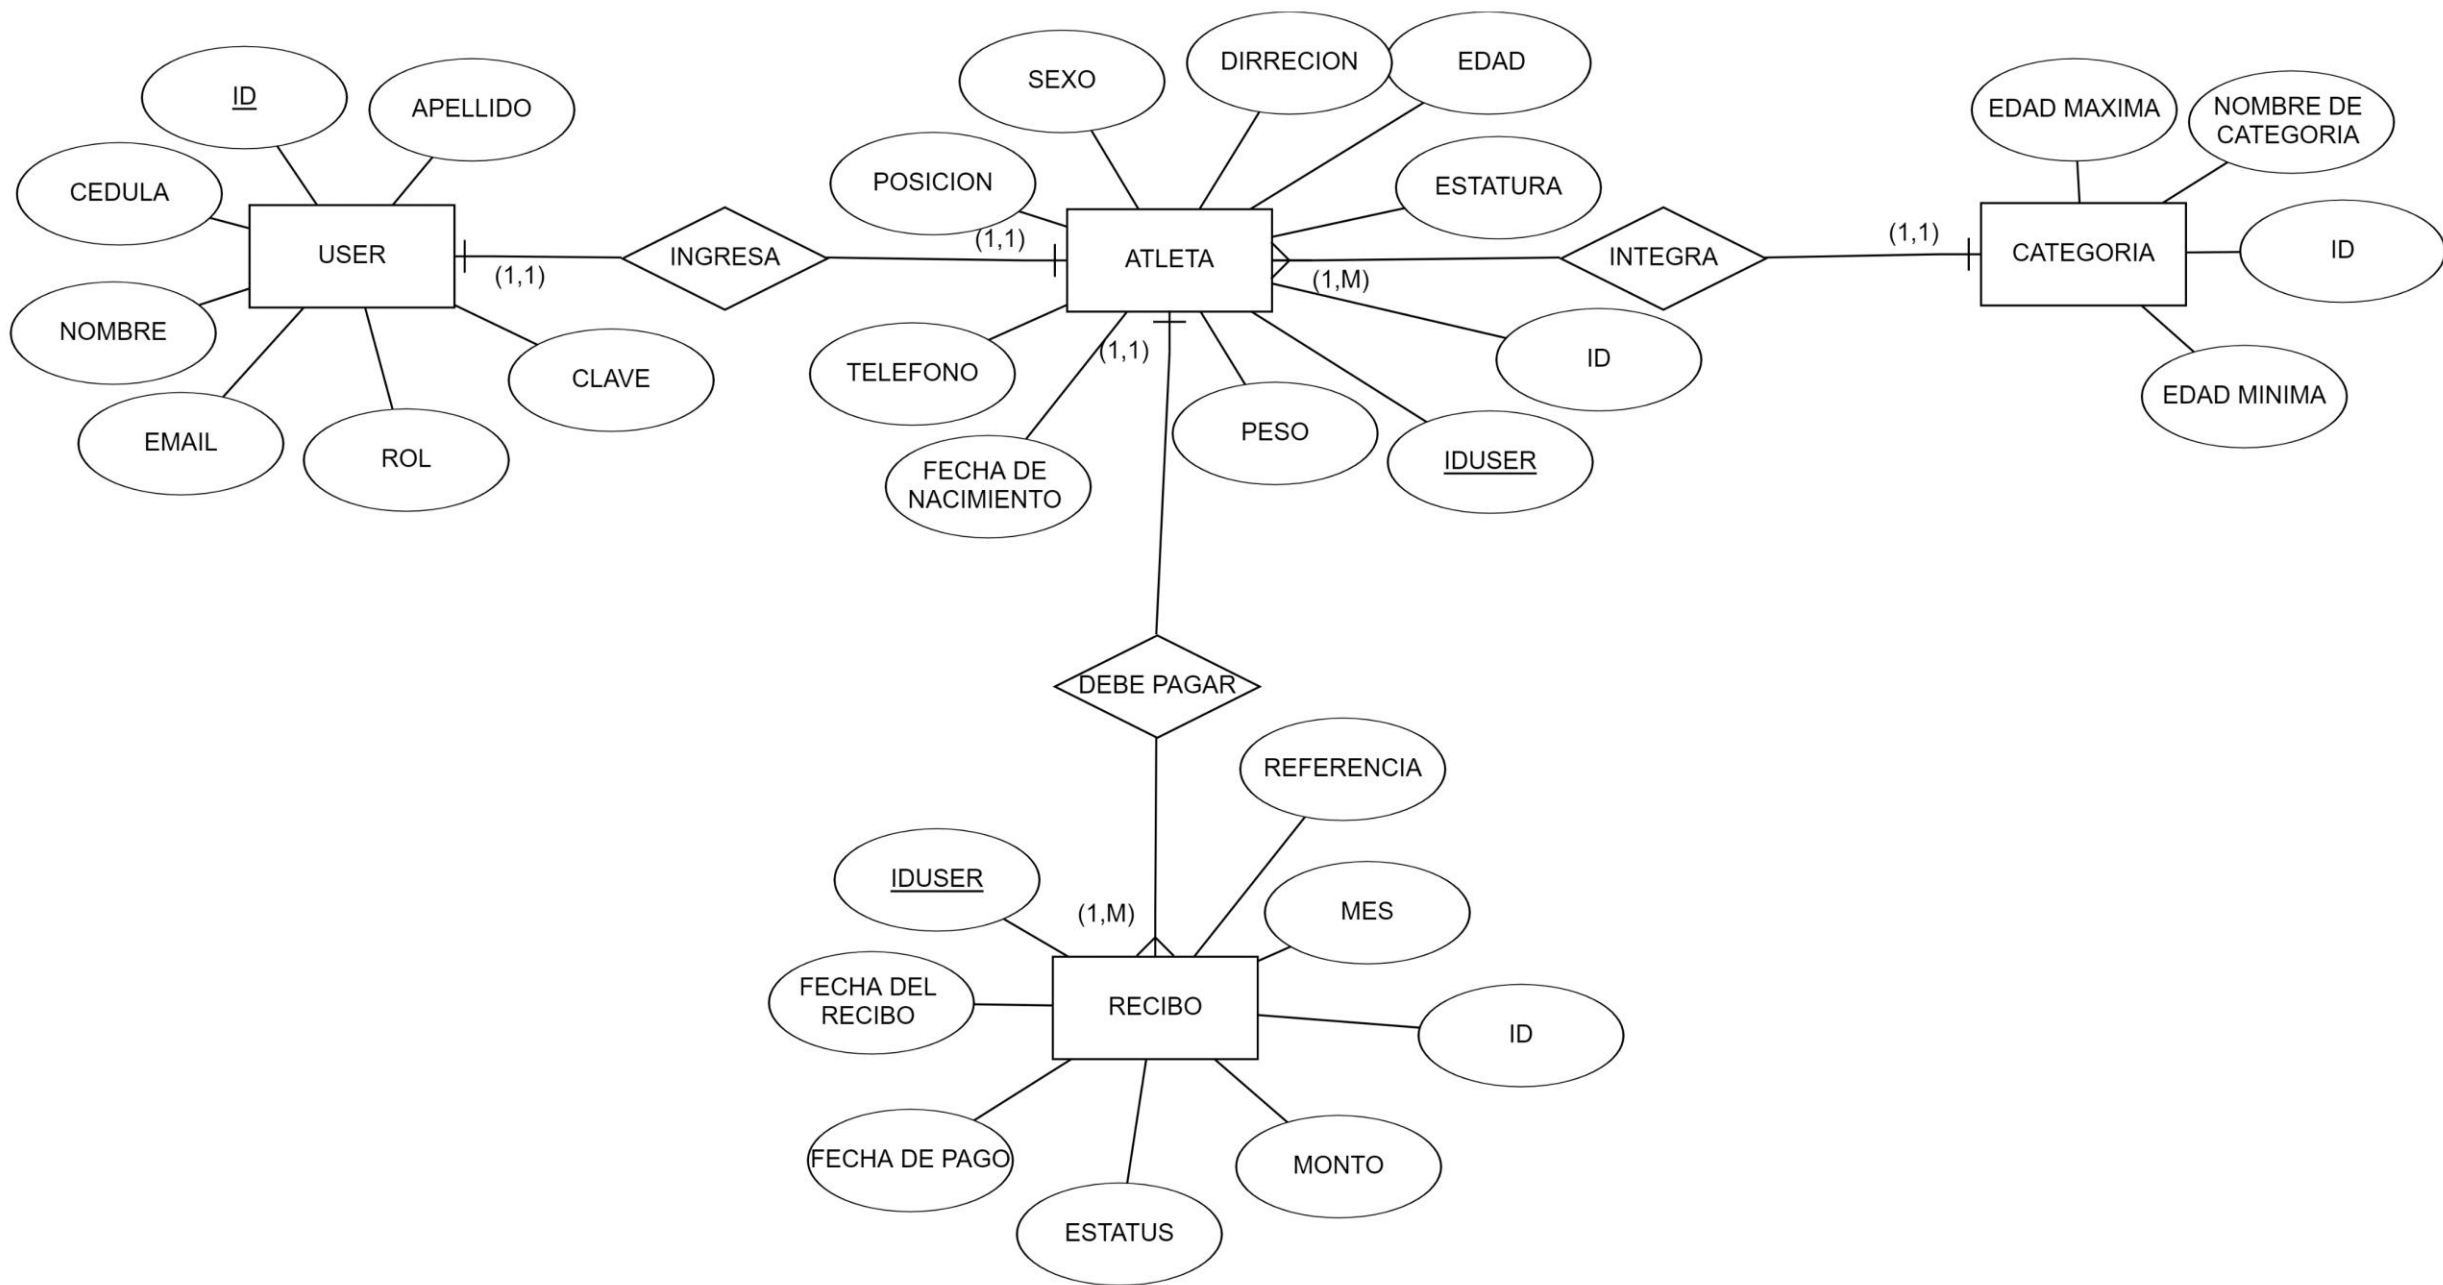 ID
APELLIDO
CEDULA
USER
NOMBRE
EMAIL
ROL
CLAVE
(1,1)
INGRESA
(1,1)
SEXO
DIRRECION
EDAD
POSICION
ESTATURA
ATLETA
TELEFONO
(1,1)
FECHA DE
NACIMIENTO
PESO
IDUSER
ID
(1,M)
INTEGRA
(1,1)
EDAD MAXIMA
NOMBRE DE
CATEGORIA
CATEGORIA
ID
EDAD MINIMA
DEBE PAGAR
(1,M)
REFERENCIA
IDUSER
MES
FECHA DEL
RECIBO
RECIBO
ID
FECHA DE PAGO
MONTO
ESTATUS